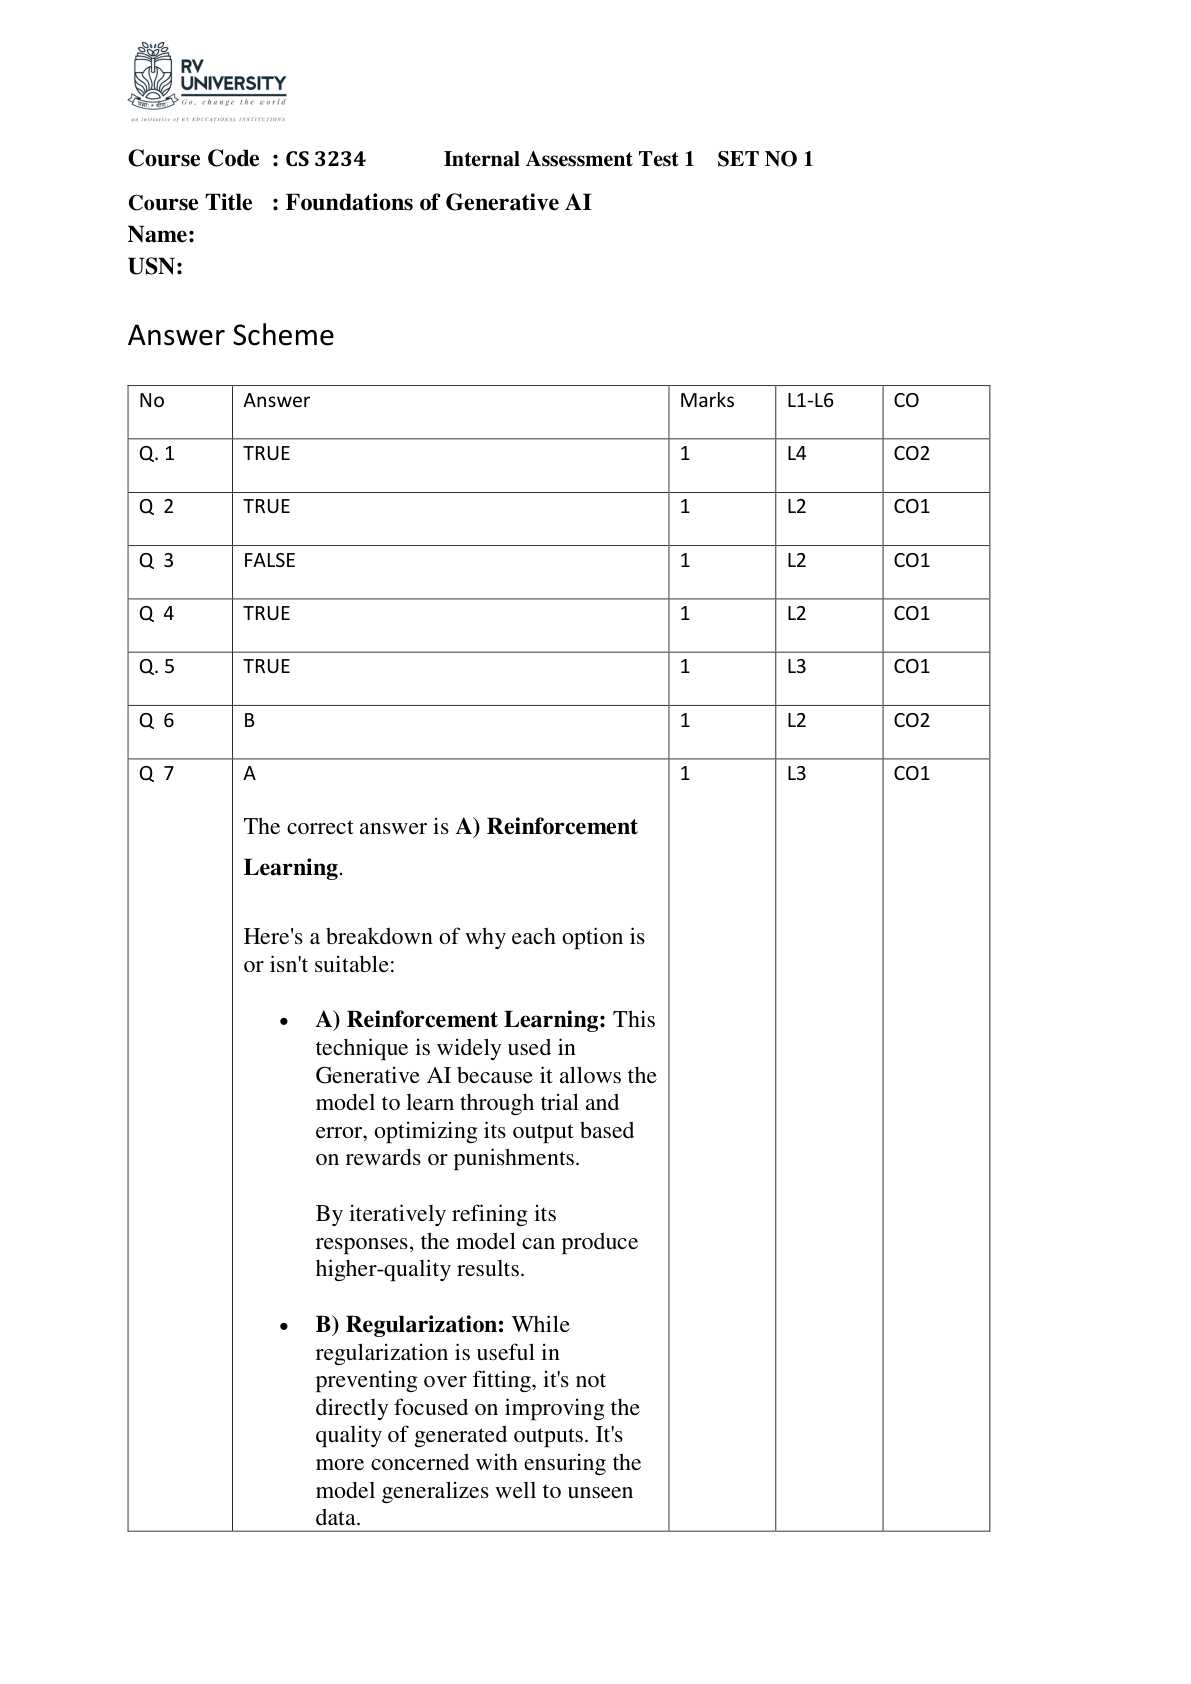 RV
UNIVERSITY
Go, change the world
an initiative of RV EDUCATIONAL INSTITUTIONS
Course Code : CS 3234 Internal Assessment Test 1 SET NO 1
Course Title : Foundations of Generative AI
Name:
USN:
Answer Scheme
No Answer Marks L1-L6 CO
Q. 1 TRUE 1 L4 CO2
Q 2 TRUE 1 L2 CO1
Q 3 FALSE 1 L2 CO1
Q 4 TRUE 1 L2 CO1
Q. 5 TRUE 1 L3 CO1
Q 6 B 1 L2 CO2
Q 7 A 1 L3 CO1
The correct answer is A) Reinforcement
Learning.
Here's a breakdown of why each option is
or isn't suitable:
• A) Reinforcement Learning: This
technique is widely used in
Generative AI because it allows the
model to learn through trial and
error, optimizing its output based
on rewards or punishments.
By iteratively refining its
responses, the model can produce
higher-quality results.
• B) Regularization: While
regularization is useful in
preventing over fitting, it's not
directly focused on improving the
quality of generated outputs. It's
more concerned with ensuring the
model generalizes well to unseen
data.